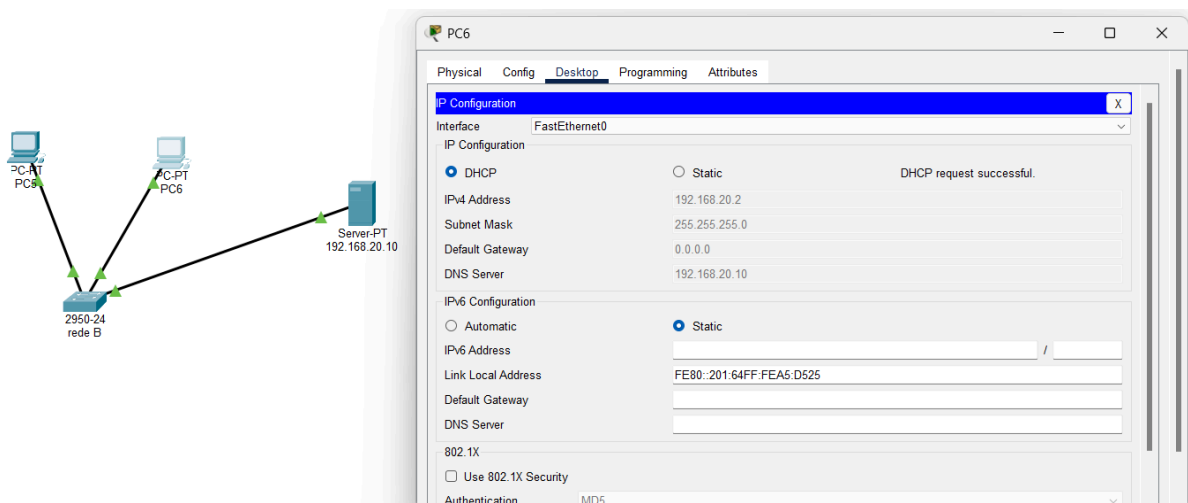 PC6
Physical Config Desktop Programming Attributes
IP Configuration X
Interface FastEthernet0
IP Configuration
DHCP Static DHCP request successful.
IPv4 Address 192.168.20.2
Subnet Mask 255.255.255.0
Default Gateway 0.0.0.0
DNS Server 192.168.20.10
IPv6 Configuration
Automatic Static
IPv6 Address /
Link Local Address FE80::201:64FF:FEA5:D525
Default Gateway
DNS Server
802.1X
Use 802.1X Security
Authentication MD5
PC-PT
PC5
PC-PT
PC6
Server-PT
192.168.20.10
2950-24
rede B